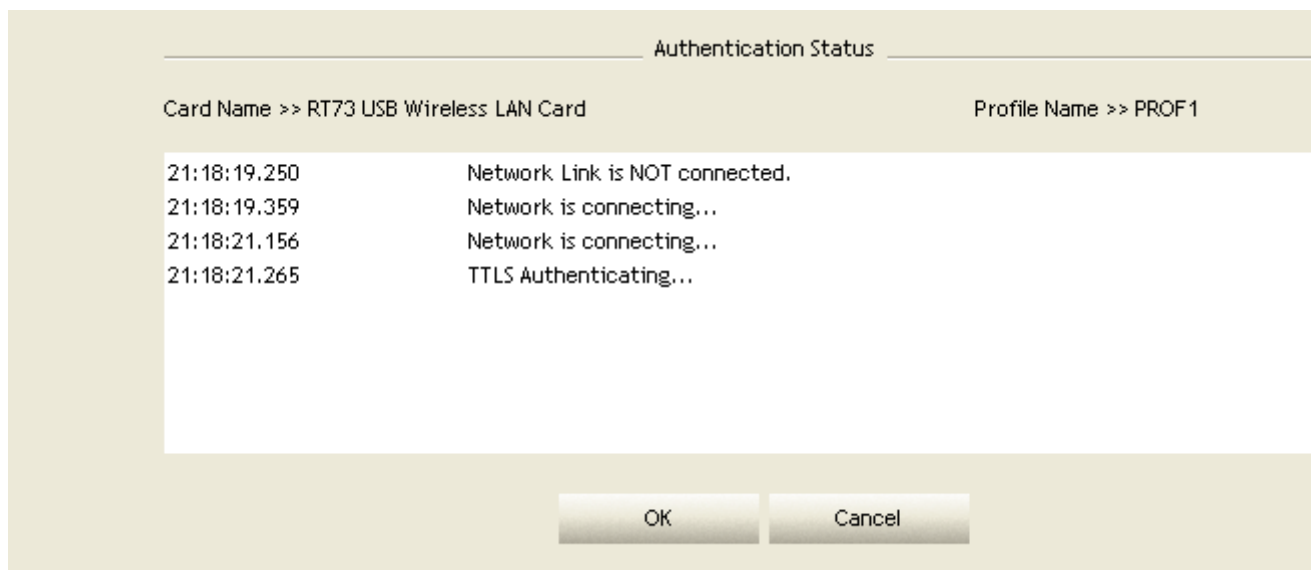 Authentication Status
Card Name >> RT73 USB Wireless LAN Card Profile Name >> PROF1
21:18:19.250 Network Link is NOT connected.
21:18:19.359 Network is connecting...
21:18:21.156 Network is connecting...
21:18:21.265 TTLS Authenticating...
OK Cancel